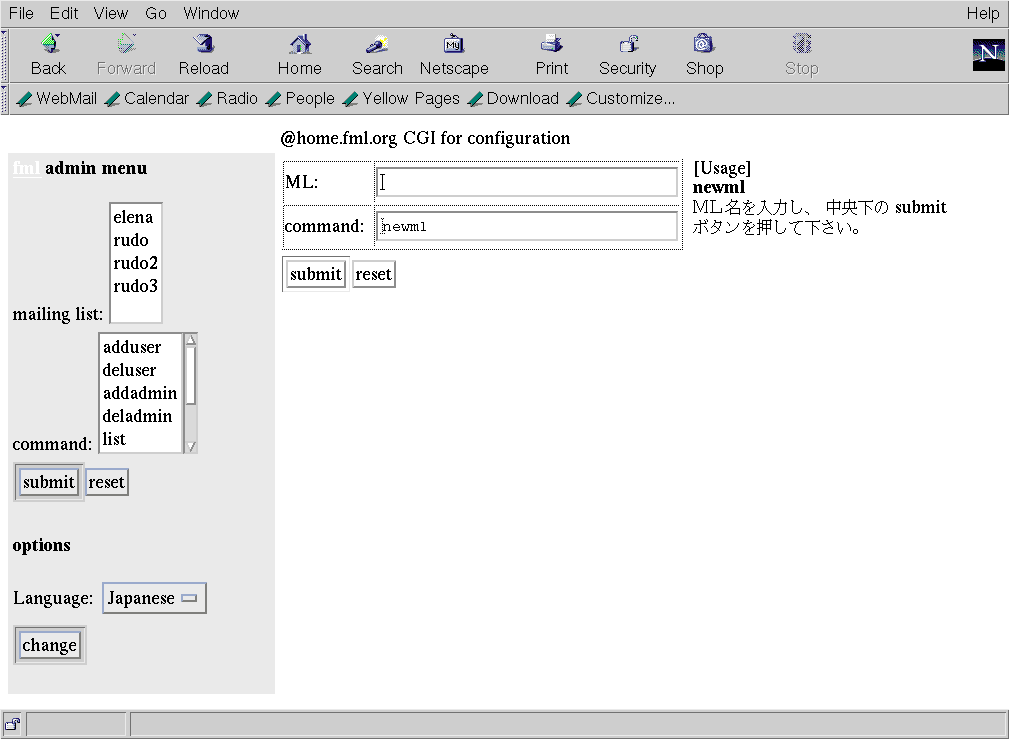 File Edit View Go Window Help
Back Forward Reload Home Search My Netscape Print Security Shop Stop N
WebMail Calendar Radio People Yellow Pages Download Customize...
@home.fml.org CGI for configuration
fml admin menu
mailing list:
elena
rudo
rudo2
rudo3
command:
adduser
deluser
addadmin
deladmin
list
submit reset
options
Language: Japanese
change
ML:
command: newml
submit reset
[Usage]
newml
ＭＬ名を入力し、 中央下の submit
ボタンを押して下さい。